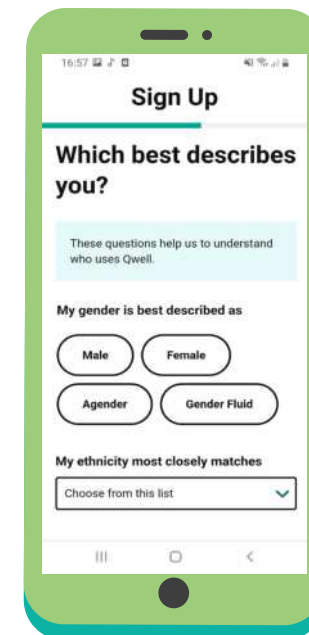 16:57
Sign Up
Which best describes
you?
These questions help us to understand
who uses Qwell.
My gender is best described as
Male
Female
Agender
Gender Fluid
My ethnicity most closely matches
Choose from this list